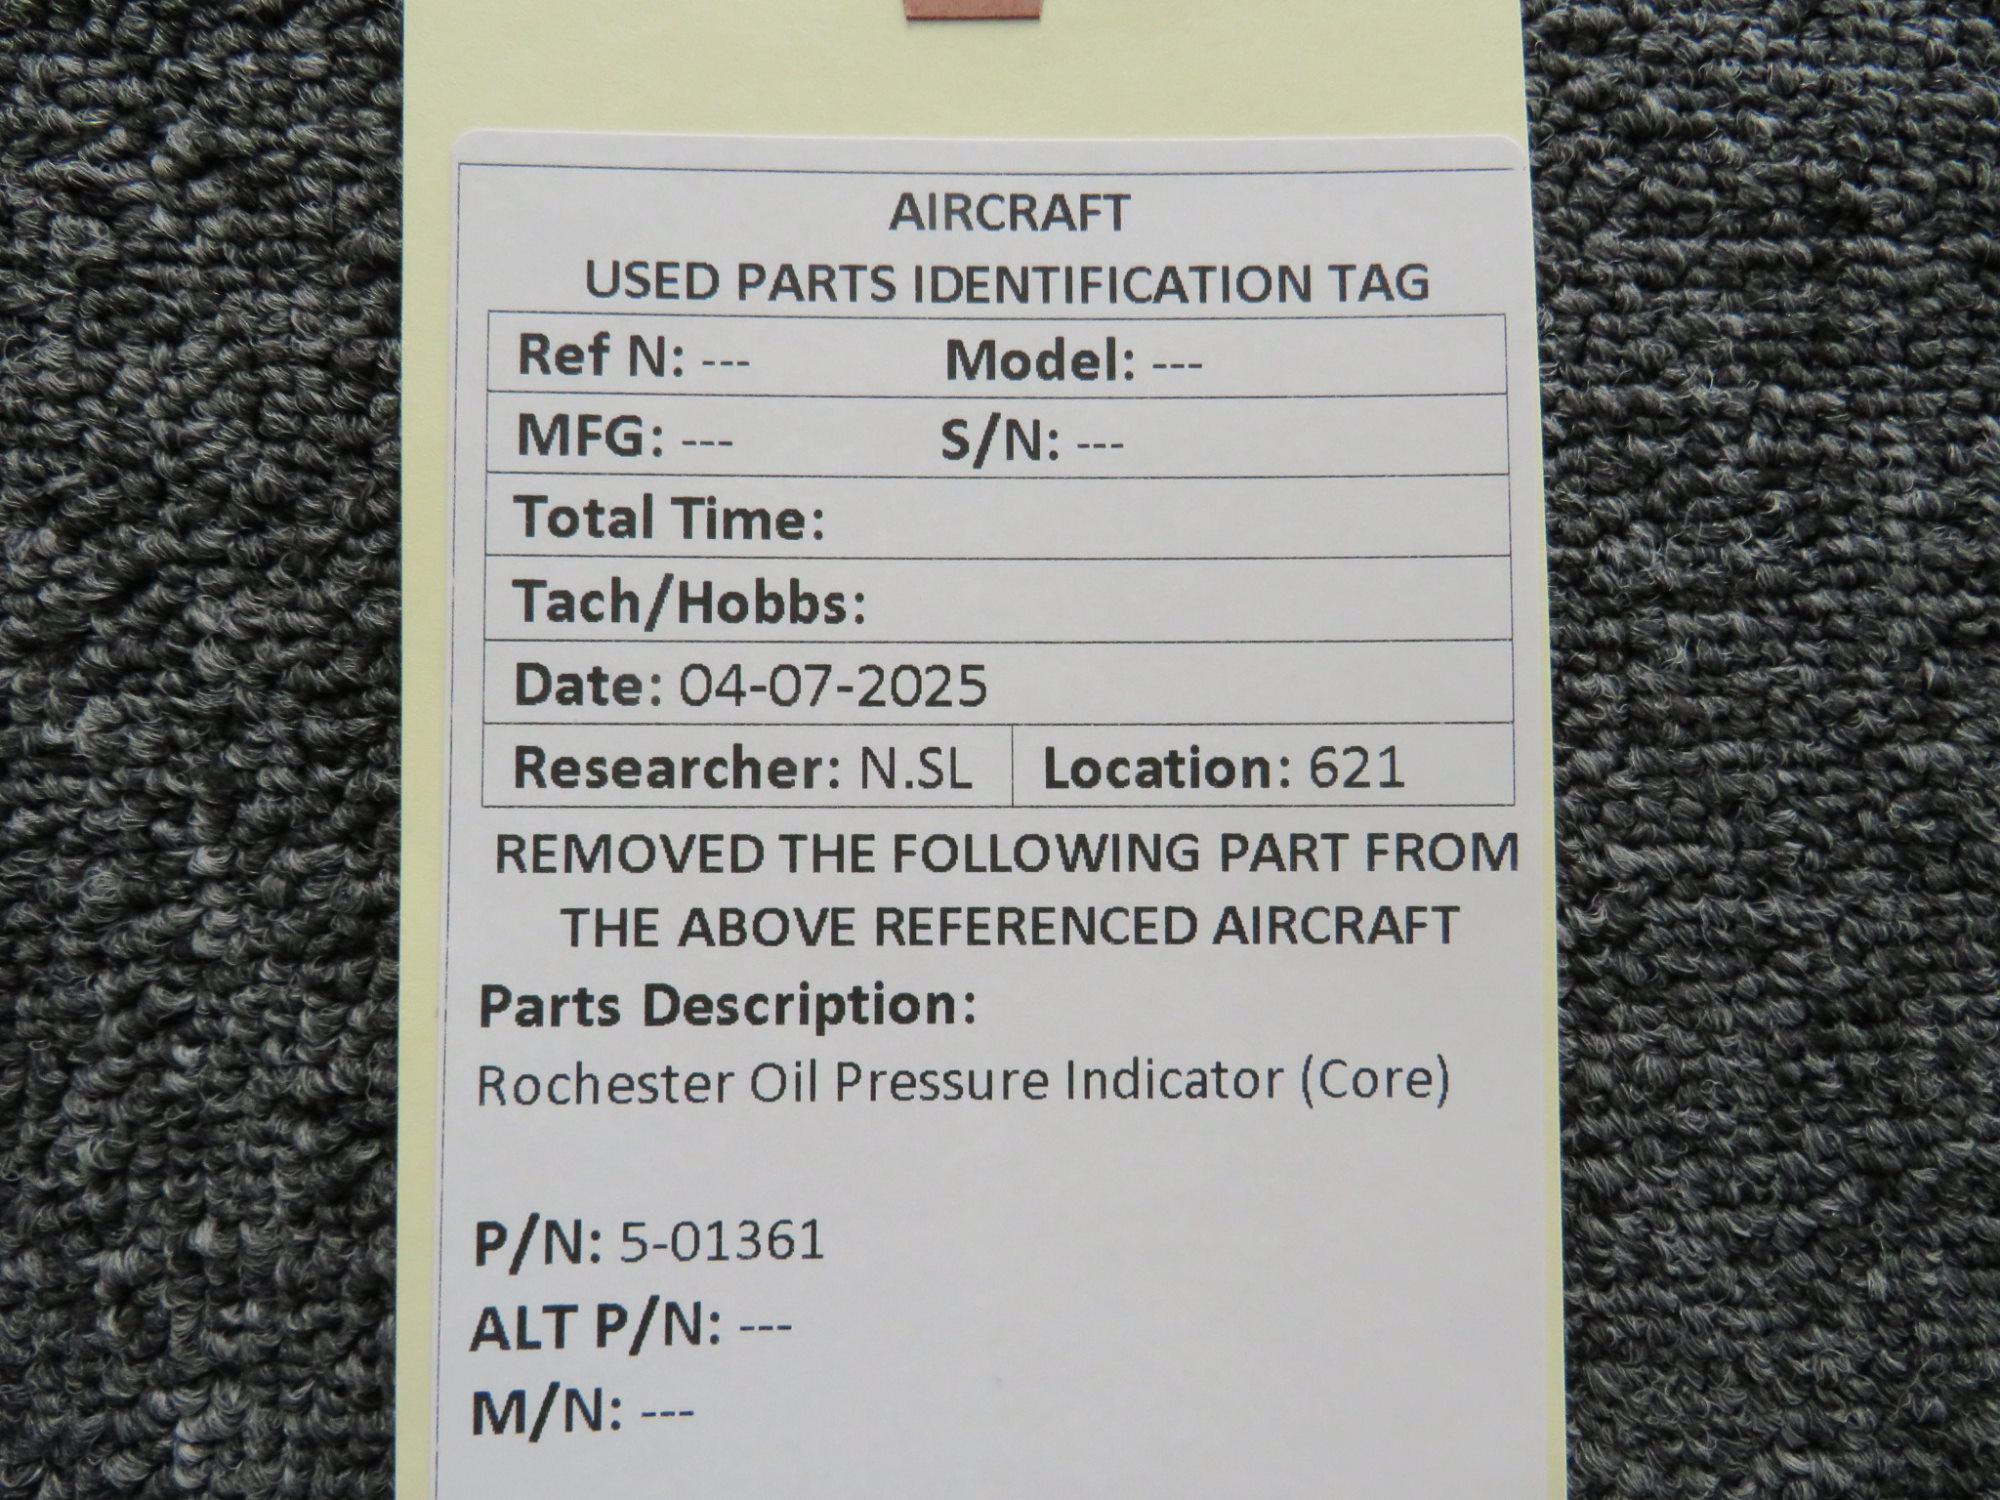 AIRCRAFT
USED PARTS IDENTIFICATION TAG
Ref N: --- Model: ---
MFG: --- S/N: ---
Total Time:
Tach/Hobbs:
Date: 04-07-2025
Researcher: N.SL Location: 621
REMOVED THE FOLLOWING PART FROM
THE ABOVE REFERENCED AIRCRAFT
Parts Description:
Rochester Oil Pressure Indicator (Core)
P/N: 5-01361
ALT P/N: ---
M/N: ---